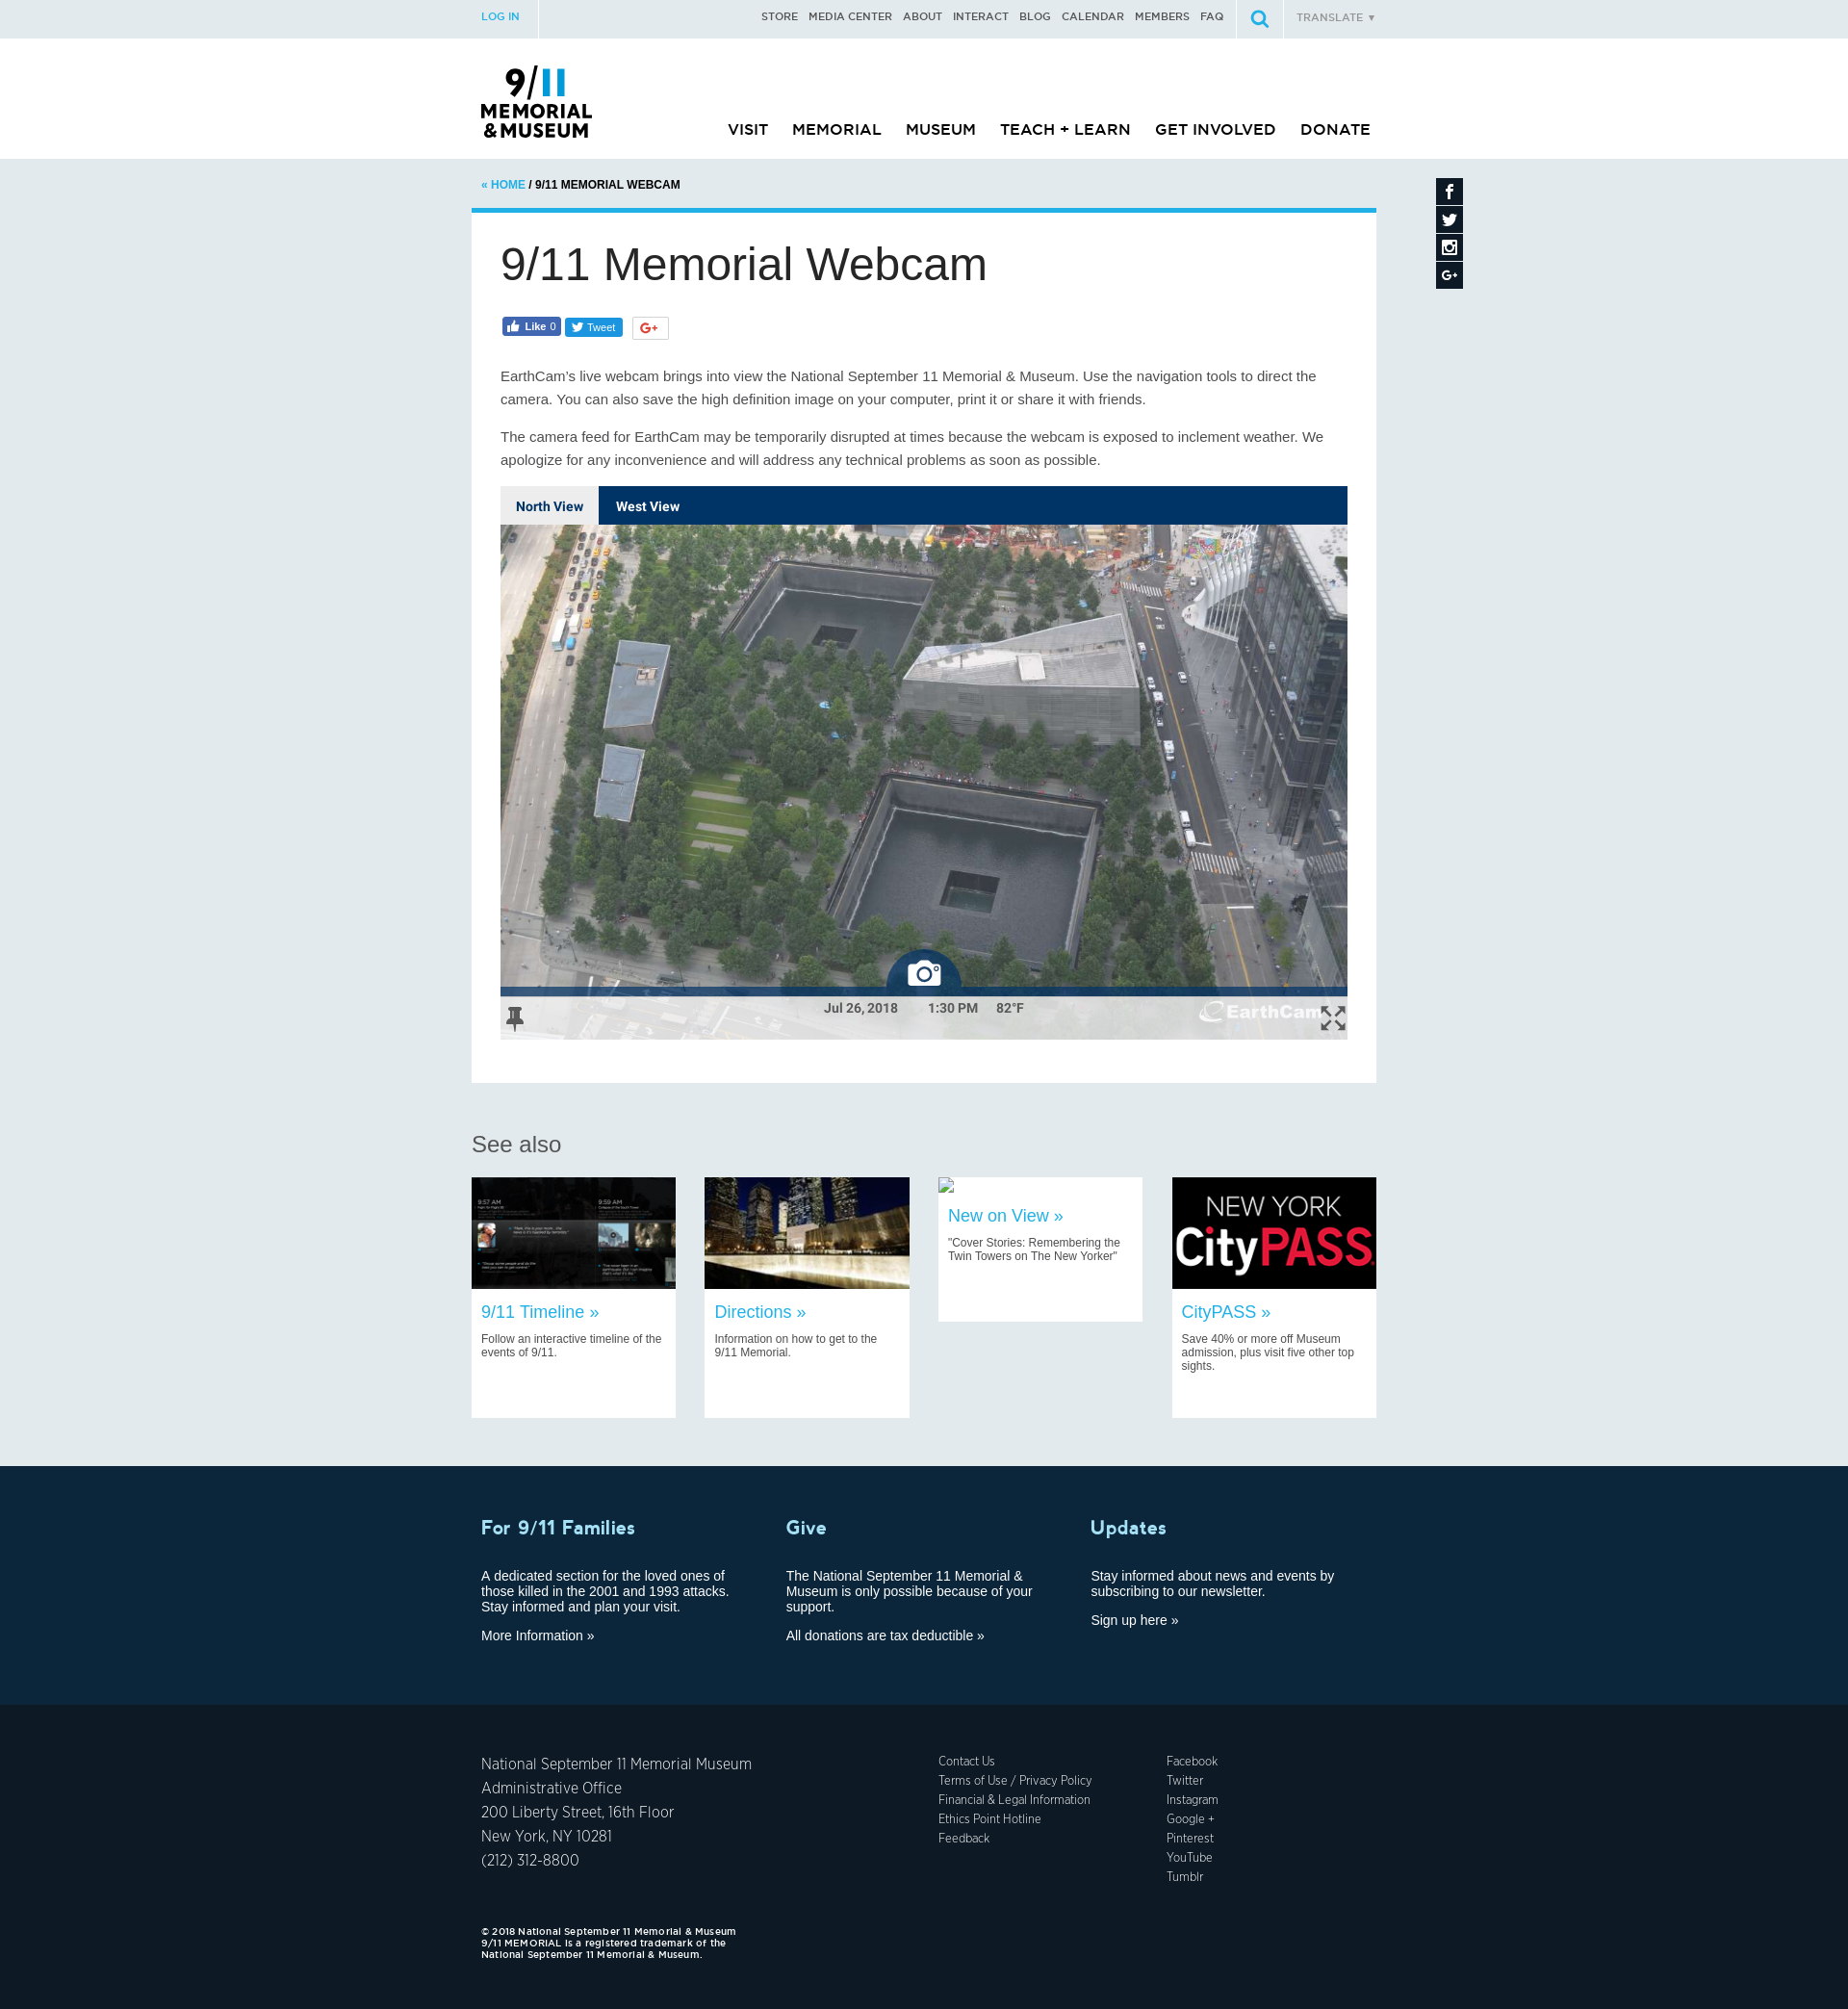 LOG IN
STORE MEDIA CENTER ABOUT INTERACT BLOG CALENDAR MEMBERS FAQ
TRANSLATE ▼
9/11
MEMORIAL
&MUSEUM
VISIT MEMORIAL MUSEUM TEACH + LEARN GET INVOLVED DONATE
« HOME / 9/11 MEMORIAL WEBCAM
9/11 Memorial Webcam
Like 0 Tweet G+
EarthCam's live webcam brings into view the National September 11 Memorial & Museum. Use the navigation tools to direct the
camera. You can also save the high definition image on your computer, print it or share it with friends.
The camera feed for EarthCam may be temporarily disrupted at times because the webcam is exposed to inclement weather. We
apologize for any inconvenience and will address any technical problems as soon as possible.
North View West View
Jul 26, 2018 1:30 PM 82°F
EarthCam
See also
9:57 AM
9:59 AM
9/11 Timeline »
Follow an interactive timeline of the
events of 9/11.
Directions »
Information on how to get to the
9/11 Memorial.
New on View »
"Cover Stories: Remembering the
Twin Towers on The New Yorker"
NEW YORK
CityPASS
CityPASS »
Save 40% or more off Museum
admission, plus visit five other top
sights.
For 9/11 Families
A dedicated section for the loved ones of
those killed in the 2001 and 1993 attacks.
Stay informed and plan your visit.
More Information »
Give
The National September 11 Memorial &
Museum is only possible because of your
support.
All donations are tax deductible »
Updates
Stay informed about news and events by
subscribing to our newsletter.
Sign up here »
National September 11 Memorial Museum
Administrative Office
200 Liberty Street, 16th Floor
New York, NY 10281
(212) 312-8800
Contact Us
Terms of Use / Privacy Policy
Financial & Legal Information
Ethics Point Hotline
Feedback
Facebook
Twitter
Instagram
Google +
Pinterest
YouTube
Tumblr
© 2018 National September 11 Memorial & Museum
9/11 MEMORIAL is a registered trademark of the
National September 11 Memorial & Museum.